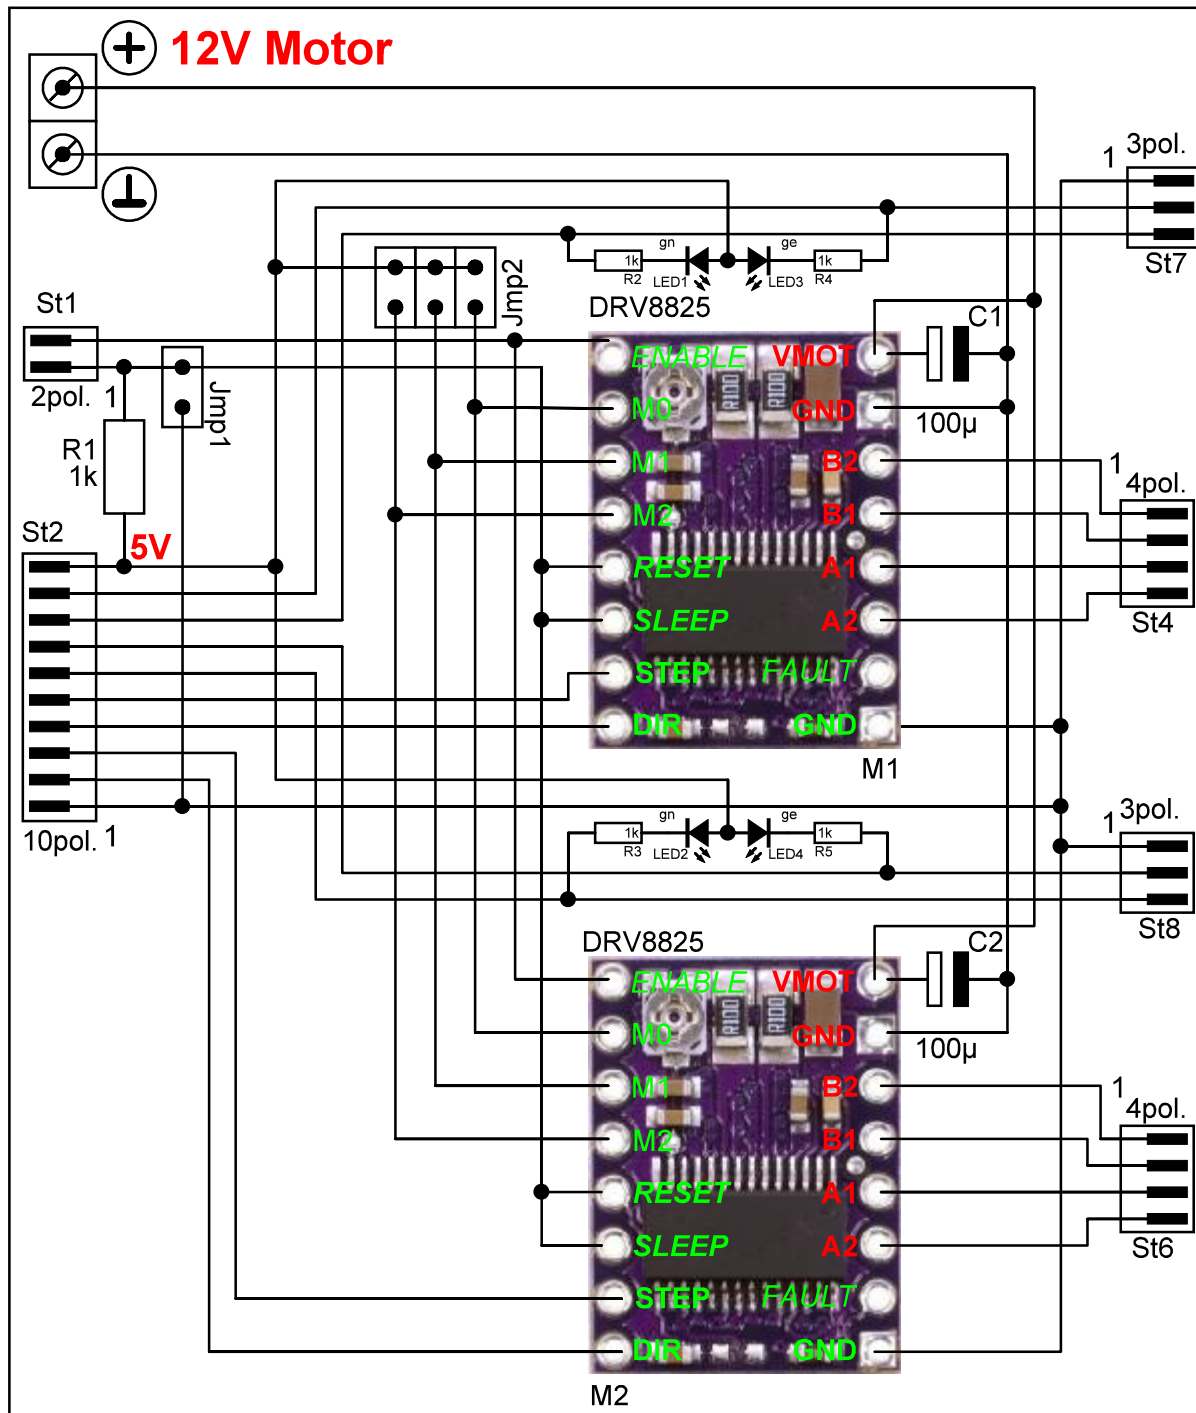 12V Motor
1
3pol.
St7
gn
ge
1k
1k
R2
LED1
LED3
R4
Jmp2
St1
DRV8825
C1
ENABLE
VMOT
2pol.
1
Jmp1
R100
R100
M0
GND
100µ
R1
1k
M1
B2
1
4pol.
St2
5V
M2
B1
RESET
A1
SLEEP
A2
St4
STEP
FAULT
DIR
GND
M1
10pol.
1
gn
ge
1k
1k
R3
LED2
LED4
R5
1
3pol.
St8
DRV8825
C2
ENABLE
VMOT
R100
R100
M0
GND
100µ
M1
B2
1
4pol.
M2
B1
RESET
A1
SLEEP
A2
St6
STEP
FAULT
DIR
GND
M2